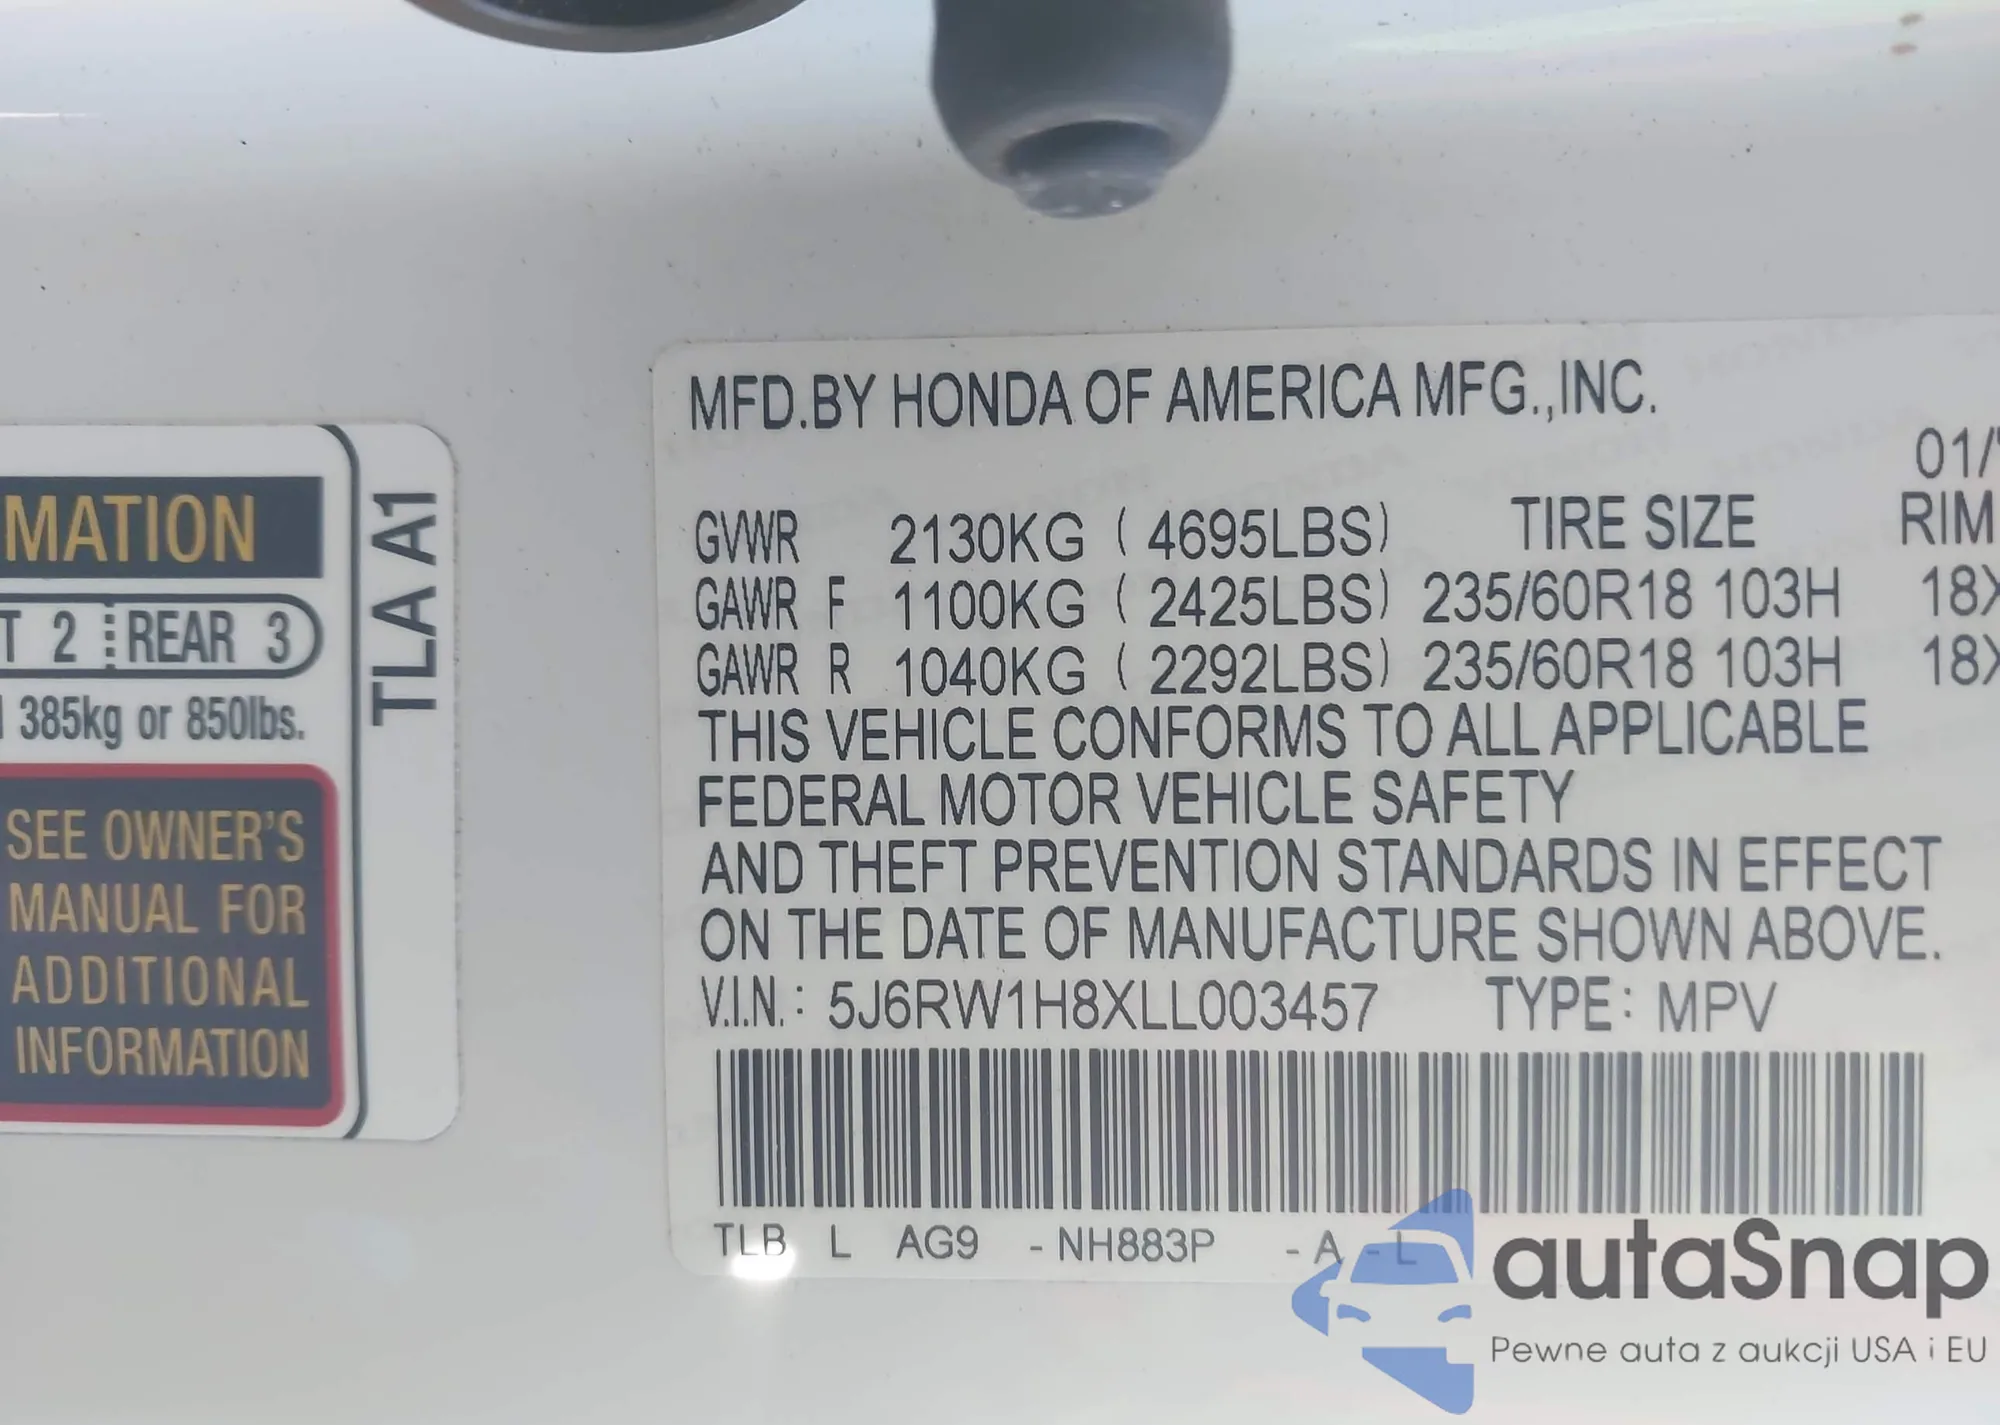 MATION
T 2 REAR 3
385kg or 850lbs.
SEE OWNER'S
MANUAL FOR
ADDITIONAL
INFORMATION
TLA A1
MFD.BY HONDA OF AMERICA MFG.,INC.
01/
GVWR 2130KG ( 4695LBS) TIRE SIZE RIM
GAWR F 1100KG ( 2425LBS) 235/60R18 103H 18X
GAWR R 1040KG ( 2292LBS) 235/60R18 103H 18X
THIS VEHICLE CONFORMS TO ALL APPLICABLE
FEDERAL MOTOR VEHICLE SAFETY
AND THEFT PREVENTION STANDARDS IN EFFECT
ON THE DATE OF MANUFACTURE SHOWN ABOVE.
V.I.N.: 5J6RW1H8XLL003457 TYPE: MPV
TLB L AG9 -NH883P -A -L
autaSnap
Pewne auta z aukcji USA i EU